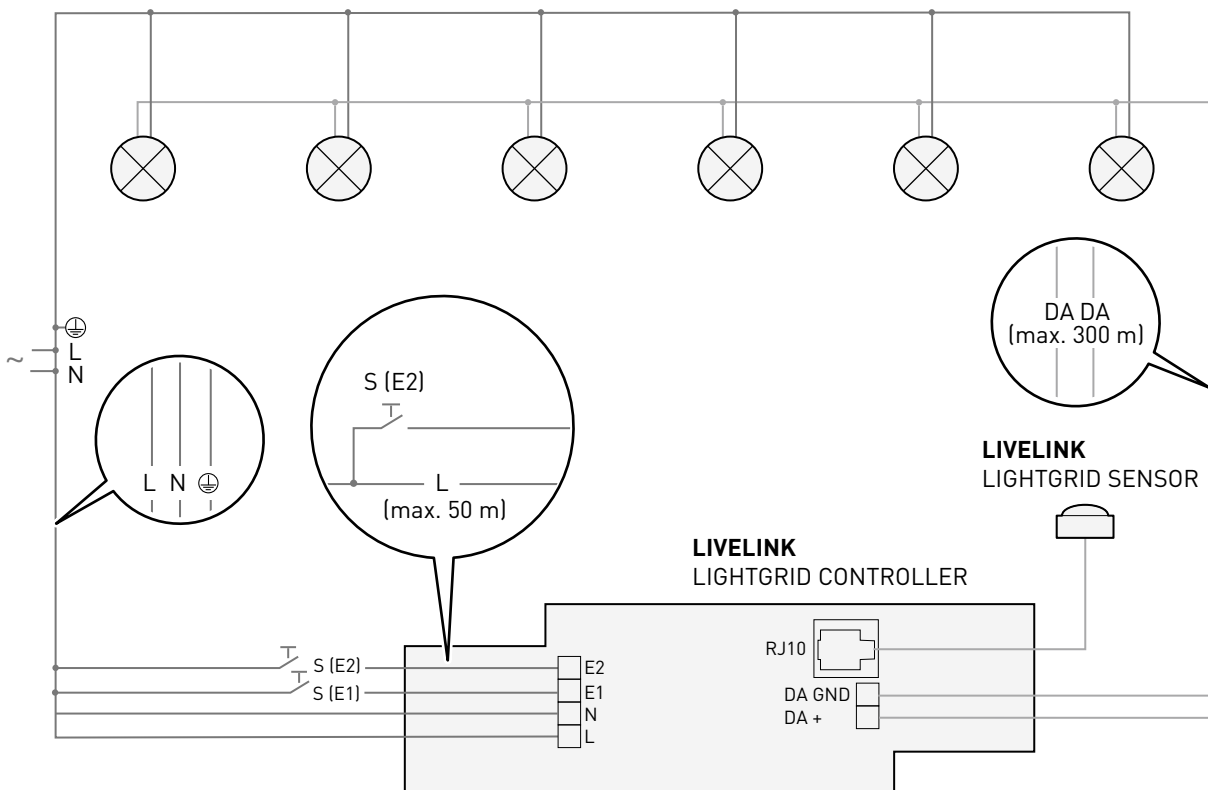 ~
L
N
L N
S (E2)
L
(max. 50 m)
DA DA
(max. 300 m)
LIVELINK
LIGHTGRID SENSOR
LIVELINK
LIGHTGRID CONTROLLER
RJ10
S (E2)
E2
S (E1)
E1
DA GND
N
DA +
L